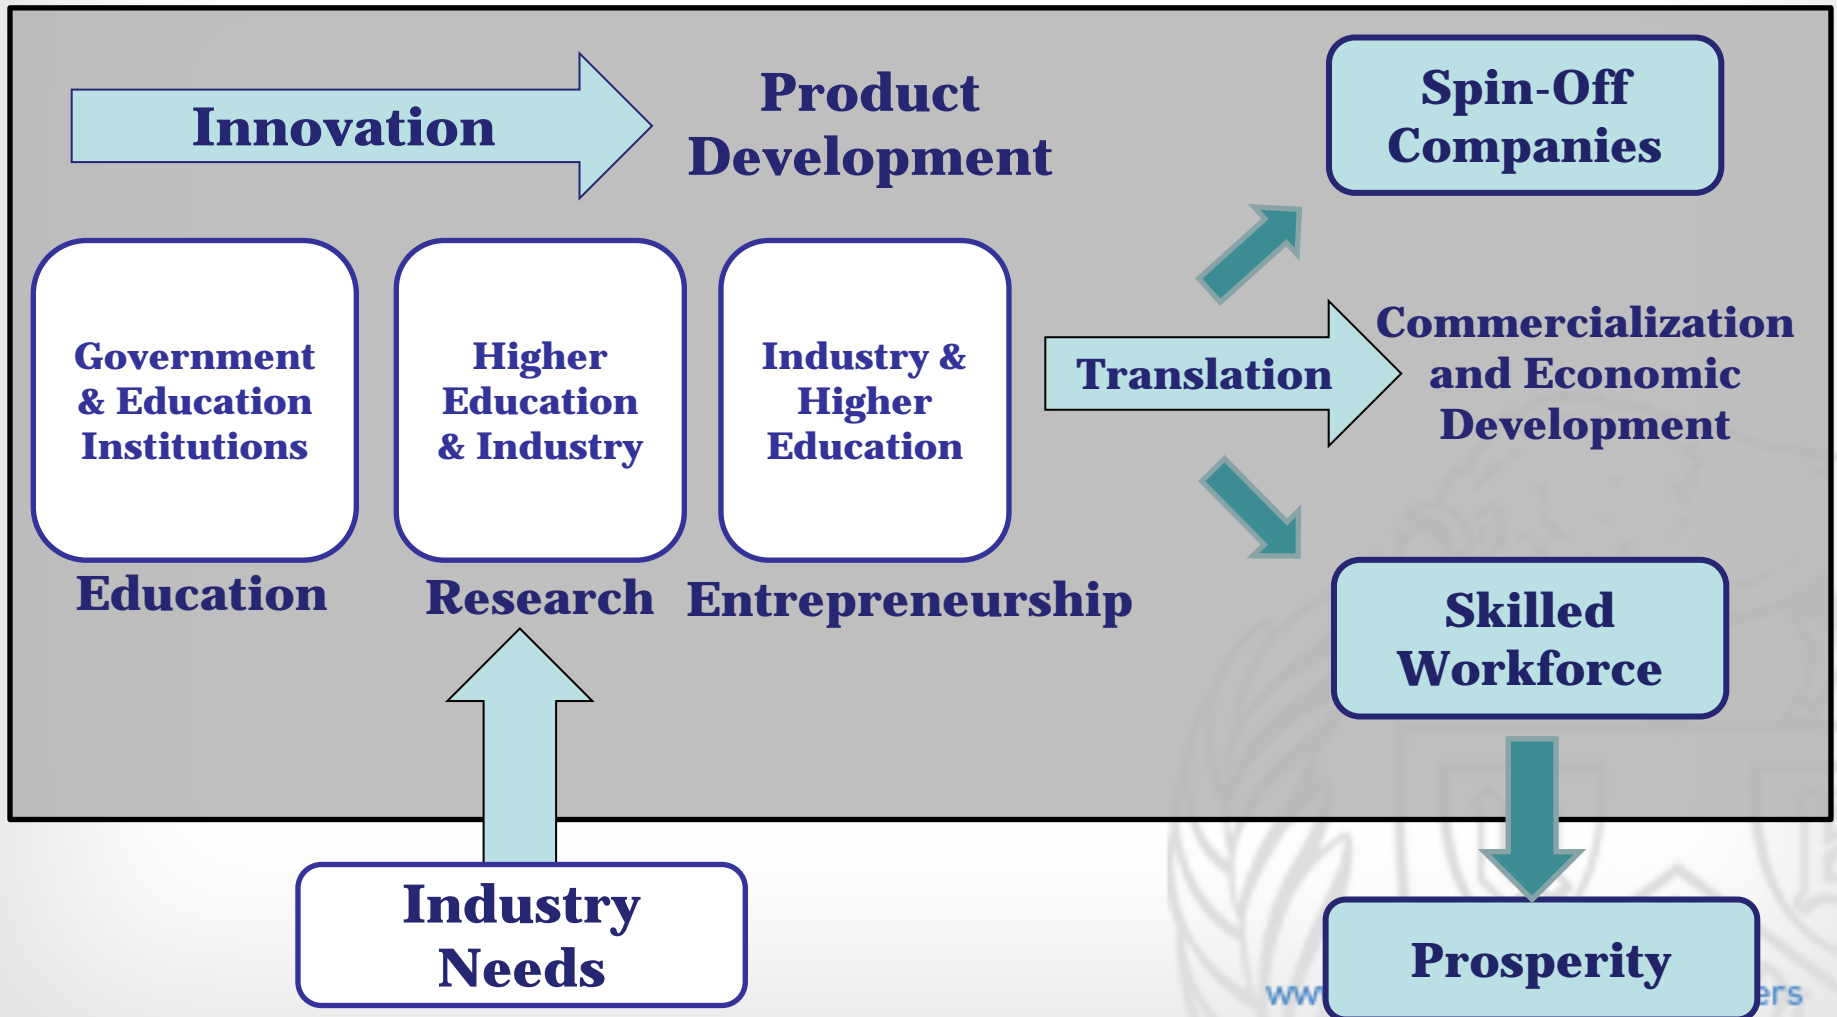 Innovation
Product
Development
Spin-Off
Companies
Government
& Education
Institutions
Higher
Education
& Industry
Industry &
Higher
Education
Translation
Commercialization
and Economic
Development
Education
Research
Entrepreneurship
Skilled
Workforce
Industry
Needs
Prosperity